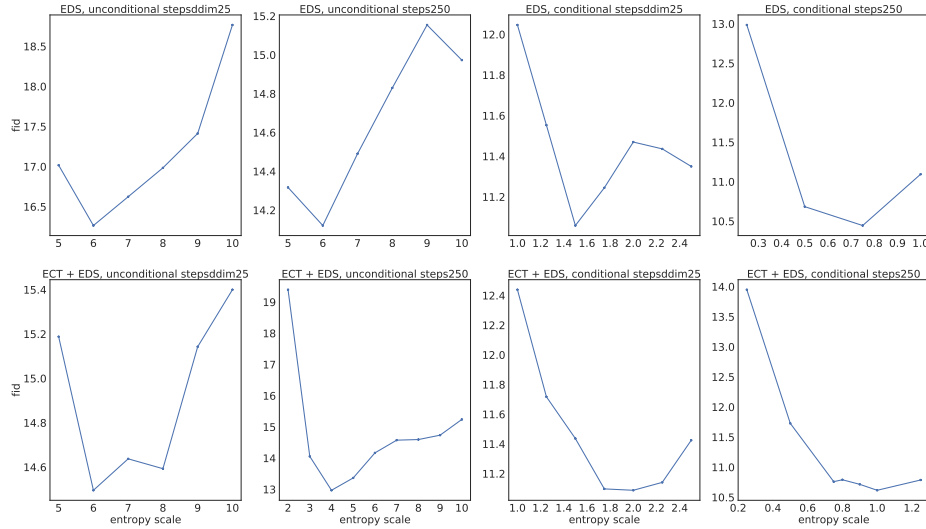 EDS, unconditional stepsddim25
EDS, unconditional steps250
EDS, conditional stepsddim25
EDS, conditional steps250
fid
18.5
18.0
17.5
17.0
16.5
5 6 7 8 9 10
15.2
15.0
14.8
14.6
14.4
14.2
5 6 7 8 9 10
12.0
11.8
11.6
11.4
11.2
1.0 1.2 1.4 1.6 1.8 2.0 2.2 2.4
13.0
12.5
12.0
11.5
11.0
10.5
0.3 0.4 0.5 0.6 0.7 0.8 0.9 1.0
ECT + EDS, unconditional stepsddim25
ECT + EDS, unconditional steps250
ECT + EDS, conditional stepsddim25
ECT + EDS, conditional steps250
fid
15.4
15.2
15.0
14.8
14.6
5 6 7 8 9 10
entropy scale
19
18
17
16
15
14
13
2 3 4 5 6 7 8 9 10
entropy scale
12.4
12.2
12.0
11.8
11.6
11.4
11.2
1.0 1.2 1.4 1.6 1.8 2.0 2.2 2.4
entropy scale
14.0
13.5
13.0
12.5
12.0
11.5
11.0
10.5
0.2 0.4 0.6 0.8 1.0 1.2
entropy scale